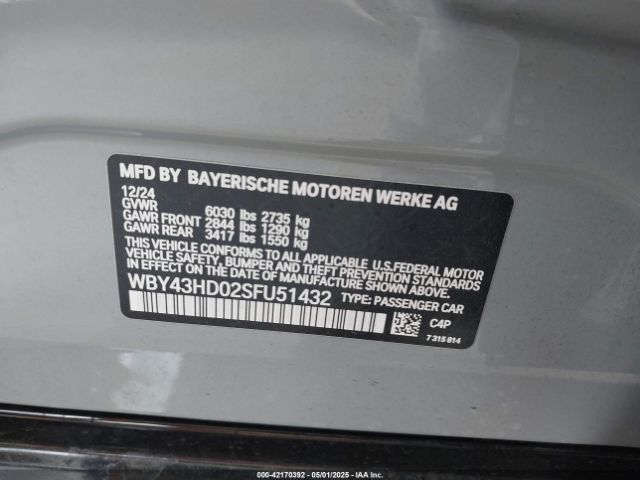 MFD BY BAYERISCHE MOTOREN WERKE AG
12/24
GVWR 6030 lbs 2735 kg
GAWR FRONT 2844 lbs 1290 kg
GAWR REAR 3417 lbs 1550 kg
THIS VEHICLE CONFORMS TO ALL APPLICABLE U.S.FEDERAL MOTOR
VEHICLE SAFETY, BUMPER AND THEFT PREVENTION STANDARDS
IN EFFECT ON THE DATE OF MANUFACTURE SHOWN ABOVE.
WBY43HD02SFU51432 TYPE: PASSENGER CAR
C4P
7315814
000-42170392 - 05/01/2025 - IAA Inc.